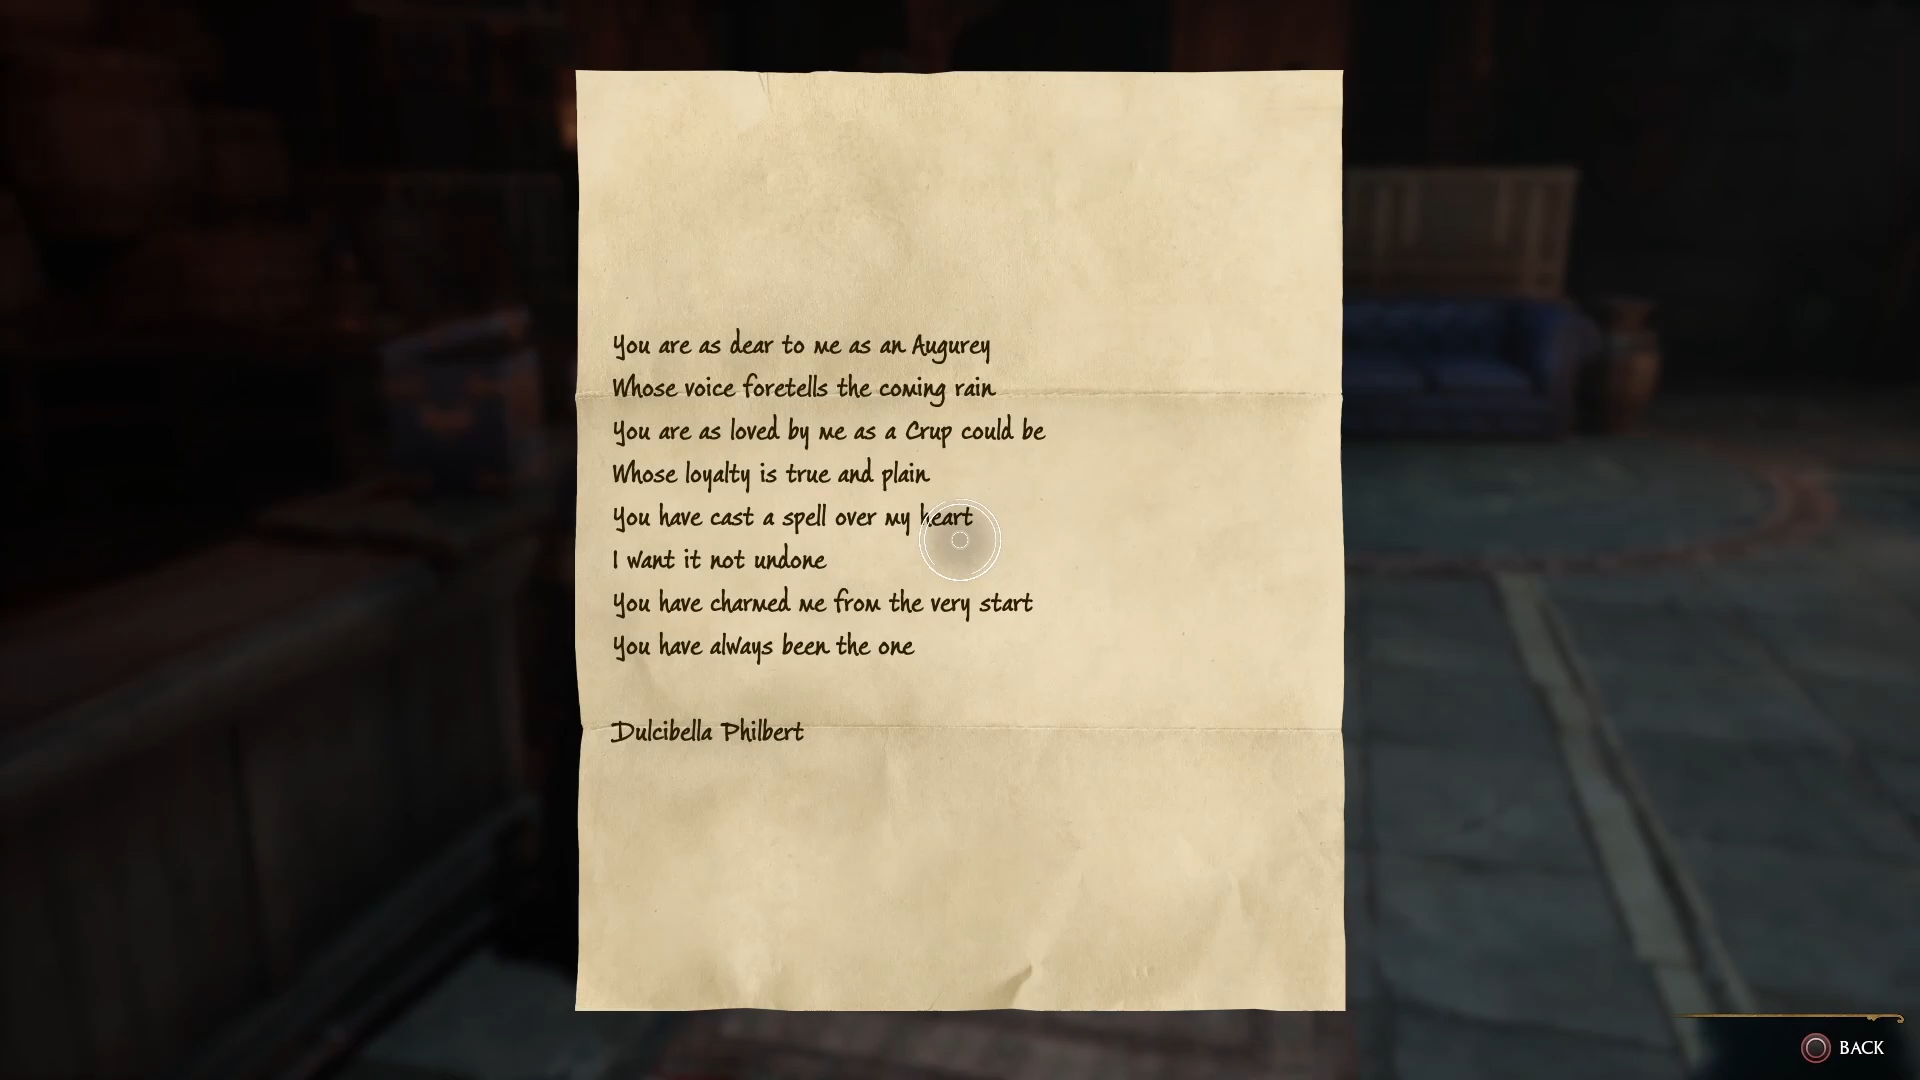 You are as dear to me as an Augurey
Whose voice foretells the coming rain
You are as loved by me as a Crup could be
Whose loyalty is true and plain
You have cast a spell over my heart
I want it not undone
You have charmed me from the very start
You have always been the one
Dulcibella Philbert
BACK